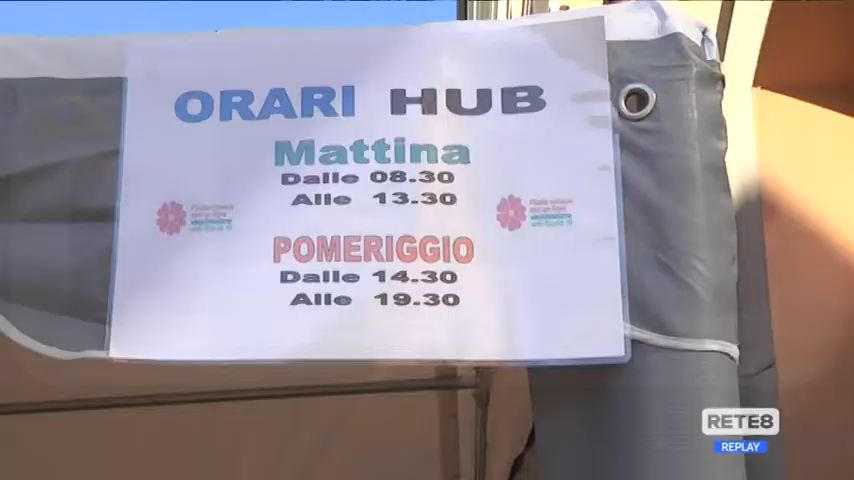 ORARI HUB
Mattina
Dalle 08.30
Alle 13.30
POMERIGGIO
Dalle 14.30
Alle 19.30
RETE8
REPLAY